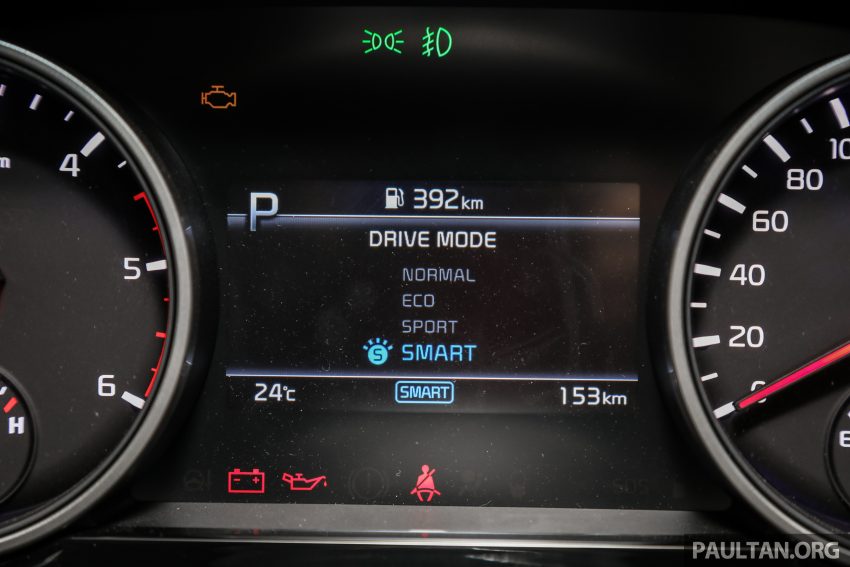 4
5
6
H
P
392km
DRIVE MODE
NORMAL
ECO
SPORT
S SMART
24°C
SMART
153km
80
60
40
20
0
E
PAULTAN.ORG